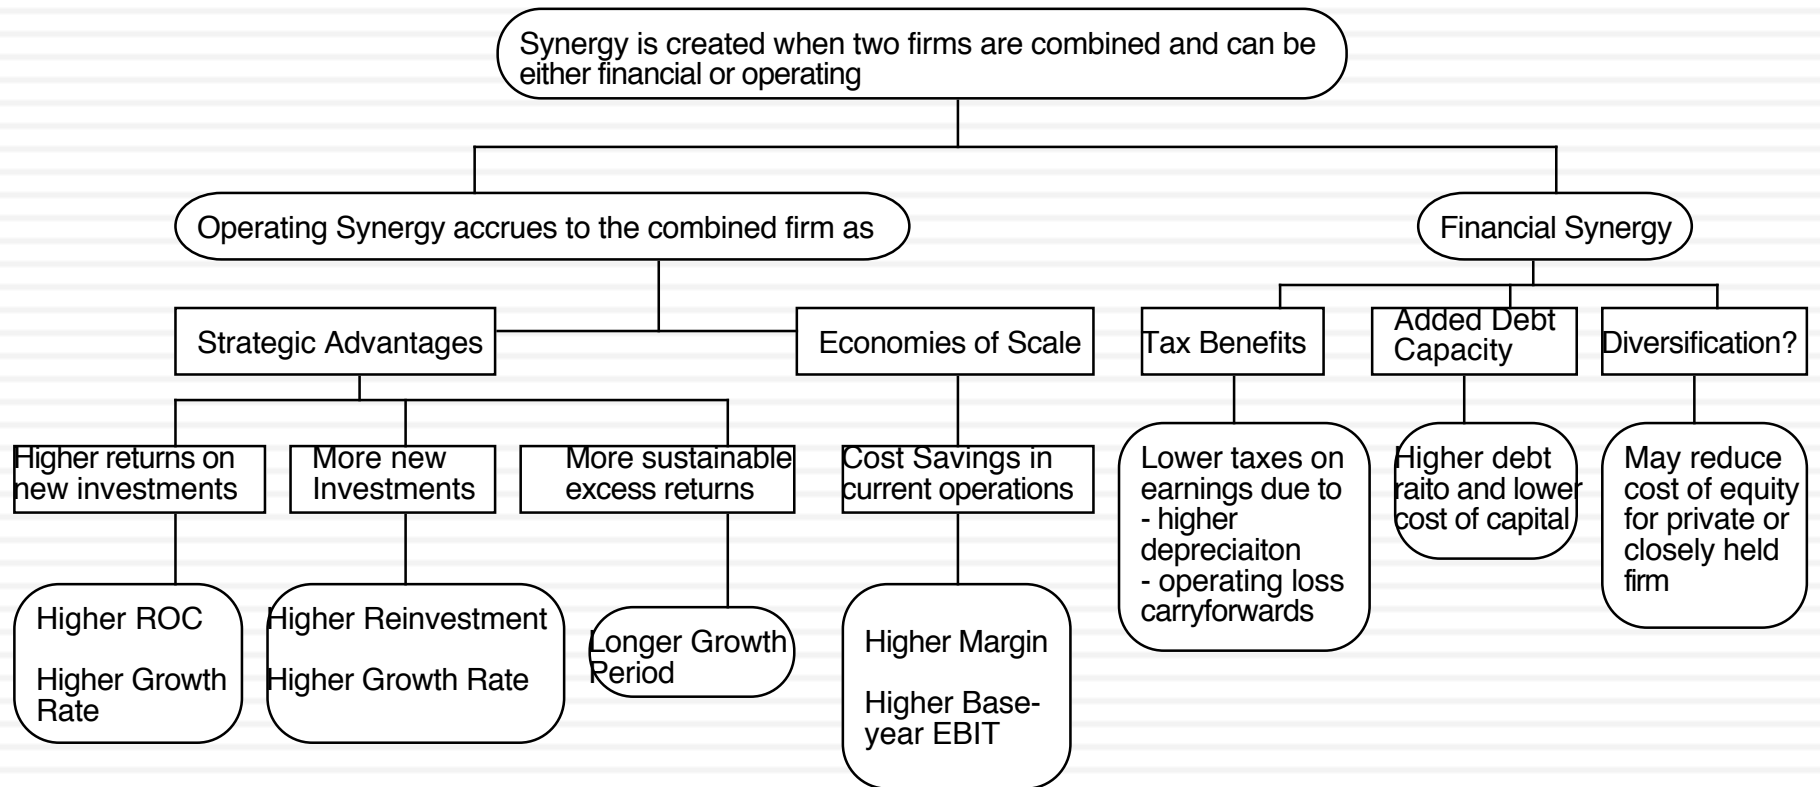 Synergy is created when two firms are combined and can be
either financial or operating
Operating Synergy accrues to the combined firm as
Financial Synergy
Strategic Advantages
Economies of Scale
Tax Benefits
Added Debt
Capacity
Diversification?
Higher returns on
new investments
More new
Investments
More sustainable
excess returns
Cost Savings in
current operations
Lower taxes on
earnings due to
- higher
depreciaiton
- operating loss
carryforwards
Higher debt
raito and lower
cost of capital
May reduce
cost of equity
for private or
closely held
firm
Higher ROC
Higher Growth
Rate
Higher Reinvestment
Higher Growth Rate
Longer Growth
Period
Higher Margin
Higher Base-
year EBIT